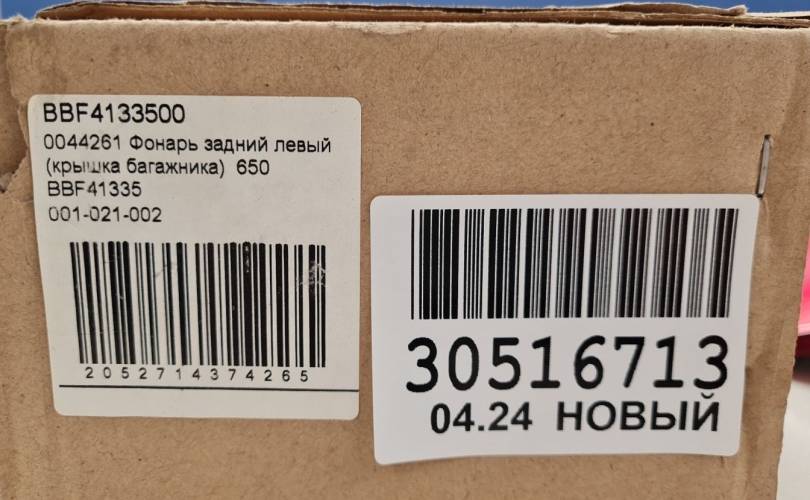 BBF4133500
0044261 Фонарь задний левый
(крышка багажника) 650
BBF41335
001-021-002
2052714374265
30516713
04.24 НОВЫЙ